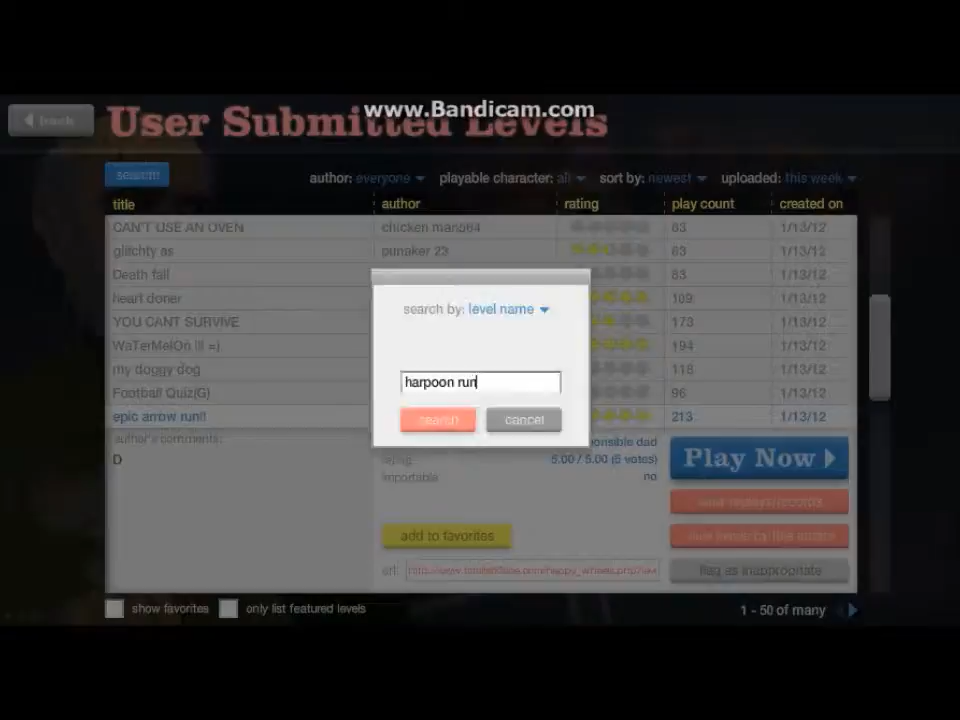 www.Bandicam.com
back
User Submitted Levels
search
author: everyone playable character: all sort by: newest uploaded: this week
title author rating play count created on
CAN'T USE AN OVEN chicken man564 63 1/13/12
glitchty as punaker 23 63 1/13/12
Death fall 83 1/13/12
heart doner 109 1/13/12
YOU CANT SURVIVE 173 1/13/12
WaTerMelOn !!! =) 194 1/13/12
my doggy dog 118 1/13/12
Football Quiz(G) 96 1/13/12
epic arrow run!! 213 1/13/12
search by: level name
harpoon run
search cancel
author's comments:
D
5.00 / 5.00 (5 votes)
importable no
Play Now
add to favorites
url:
flag as inappropriate
show favorites only list featured levels 1 - 50 of many